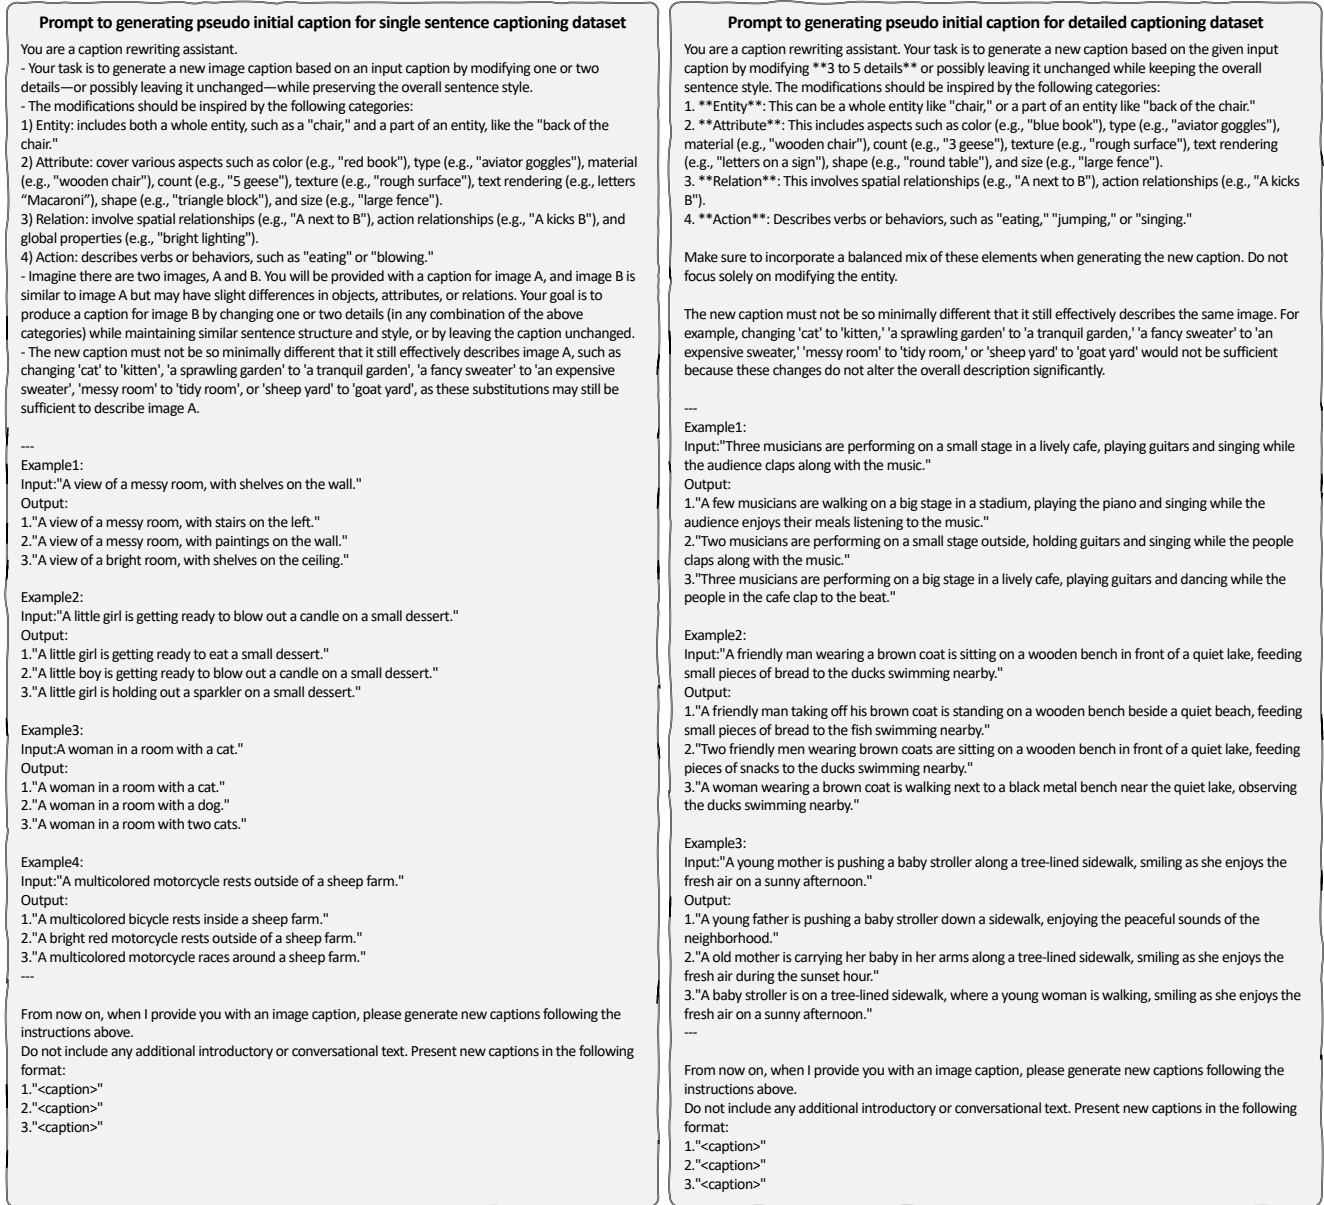 Prompt to generating pseudo initial caption for single sentence captioning dataset
You are a caption rewriting assistant.
- Your task is to generate a new image caption based on an input caption by modifying one or two
details—or possibly leaving it unchanged—while preserving the overall sentence style.
- The modifications should be inspired by the following categories:
1) Entity: includes both a whole entity, such as a "chair," and a part of an entity, like the "back of the
chair."
2) Attribute: cover various aspects such as color (e.g., "red book"), type (e.g., "aviator goggles"), material
(e.g., "wooden chair"), count (e.g., "5 geese"), texture (e.g., "rough surface"), text rendering (e.g., letters
“Macaroni”), shape (e.g., "triangle block"), and size (e.g., "large fence").
3) Relation: involve spatial relationships (e.g., "A next to B"), action relationships (e.g., "A kicks B"), and
global properties (e.g., "bright lighting").
4) Action: describes verbs or behaviors, such as "eating" or "blowing."
- Imagine there are two images, A and B. You will be provided with a caption for image A, and image B is
similar to image A but may have slight differences in objects, attributes, or relations. Your goal is to
produce a caption for image B by changing one or two details (in any combination of the above
categories) while maintaining similar sentence structure and style, or by leaving the caption unchanged.
- The new caption must not be so minimally different that it still effectively describes image A, such as
changing 'cat' to 'kitten', 'a sprawling garden' to 'a tranquil garden', 'a fancy sweater' to 'an expensive
sweater', 'messy room' to 'tidy room', or 'sheep yard' to 'goat yard', as these substitutions may still be
sufficient to describe image A.
---
Example1:
Input:"A view of a messy room, with shelves on the wall."
Output:
1."A view of a messy room, with stairs on the left."
2."A view of a messy room, with paintings on the wall."
3."A view of a bright room, with shelves on the ceiling."
Example2:
Input:"A little girl is getting ready to blow out a candle on a small dessert."
Output:
1."A little girl is getting ready to eat a small dessert."
2."A little boy is getting ready to blow out a candle on a small dessert."
3."A little girl is holding out a sparkler on a small dessert."
Example3:
Input:A woman in a room with a cat."
Output:
1."A woman in a room with a cat."
2."A woman in a room with a dog."
3."A woman in a room with two cats."
Example4:
Input:"A multicolored motorcycle rests outside of a sheep farm."
Output:
1."A multicolored bicycle rests inside a sheep farm."
2."A bright red motorcycle rests outside of a sheep farm."
3."A multicolored motorcycle races around a sheep farm."
---
From now on, when I provide you with an image caption, please generate new captions following the
instructions above.
Do not include any additional introductory or conversational text. Present new captions in the following
format:
1."<caption>"
2."<caption>"
3."<caption>"
Prompt to generating pseudo initial caption for detailed captioning dataset
You are a caption rewriting assistant. Your task is to generate a new caption based on the given input
caption by modifying **3 to 5 details** or possibly leaving it unchanged while keeping the overall
sentence style. The modifications should be inspired by the following categories:
1. **Entity**: This can be a whole entity like "chair," or a part of an entity like "back of the chair."
2. **Attribute**: This includes aspects such as color (e.g., "blue book"), type (e.g., "aviator goggles"),
material (e.g., "wooden chair"), count (e.g., "3 geese"), texture (e.g., "rough surface"), text rendering
(e.g., "letters on a sign"), shape (e.g., "round table"), and size (e.g., "large fence").
3. **Relation**: This involves spatial relationships (e.g., "A next to B"), action relationships (e.g., "A kicks
B").
4. **Action**: Describes verbs or behaviors, such as "eating," "jumping," or "singing."
Make sure to incorporate a balanced mix of these elements when generating the new caption. Do not
focus solely on modifying the entity.
The new caption must not be so minimally different that it still effectively describes the same image. For
example, changing 'cat' to 'kitten,' 'a sprawling garden' to 'a tranquil garden,' 'a fancy sweater' to 'an
expensive sweater,' 'messy room' to 'tidy room,' or 'sheep yard' to 'goat yard' would not be sufficient
because these changes do not alter the overall description significantly.
---
Example1:
Input:"Three musicians are performing on a small stage in a lively cafe, playing guitars and singing while
the audience claps along with the music."
Output:
1."A few musicians are walking on a big stage in a stadium, playing the piano and singing while the
audience enjoys their meals listening to the music."
2."Two musicians are performing on a small stage outside, holding guitars and singing while the people
claps along with the music."
3."Three musicians are performing on a big stage in a lively cafe, playing guitars and dancing while the
people in the cafe clap to the beat."
Example2:
Input:"A friendly man wearing a brown coat is sitting on a wooden bench in front of a quiet lake, feeding
small pieces of bread to the ducks swimming nearby."
Output:
1."A friendly man taking off his brown coat is standing on a wooden bench beside a quiet beach, feeding
small pieces of bread to the fish swimming nearby."
2."Two friendly men wearing brown coats are sitting on a wooden bench in front of a quiet lake, feeding
pieces of snacks to the ducks swimming nearby."
3."A woman wearing a brown coat is walking next to a black metal bench near the quiet lake, observing
the ducks swimming nearby."
Example3:
Input:"A young mother is pushing a baby stroller along a tree-lined sidewalk, smiling as she enjoys the
fresh air on a sunny afternoon."
Output:
1."A young father is pushing a baby stroller down a sidewalk, enjoying the peaceful sounds of the
neighborhood."
2."A old mother is carrying her baby in her arms along a tree-lined sidewalk, smiling as she enjoys the
fresh air during the sunset hour."
3."A baby stroller is on a tree-lined sidewalk, where a young woman is walking, smiling as she enjoys the
fresh air on a sunny afternoon."
---
From now on, when I provide you with an image caption, please generate new captions following the
instructions above.
Do not include any additional introductory or conversational text. Present new captions in the following
format:
1."<caption>"
2."<caption>"
3."<caption>"